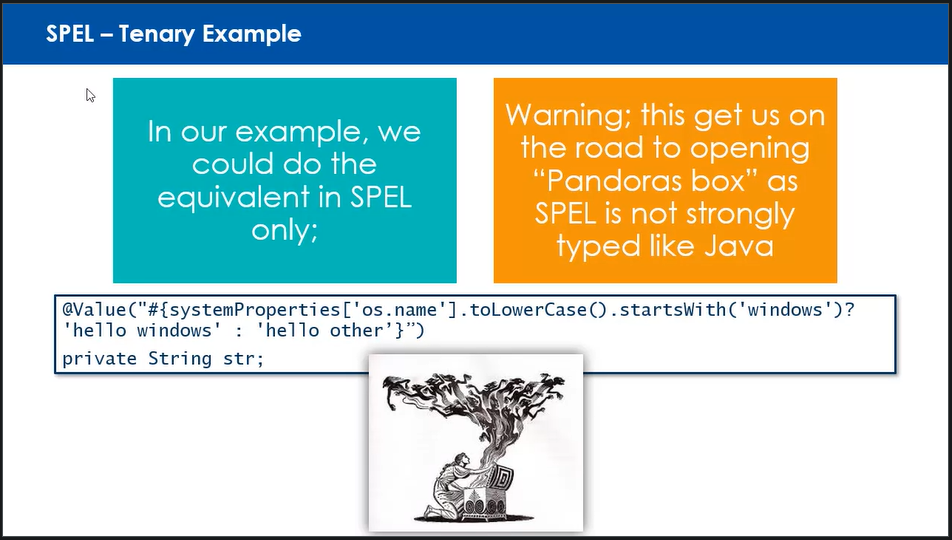 SPEL – Tenary Example
In our example, we
could do the
equivalent in SPEL
only;
Warning; this get us on
the road to opening
“Pandoras box” as
SPEL is not strongly
typed like Java
@Value("#{systemProperties['os.name'].toLowerCase().startsWith('windows')?
'hello windows' : 'hello other’}”)
private String str;